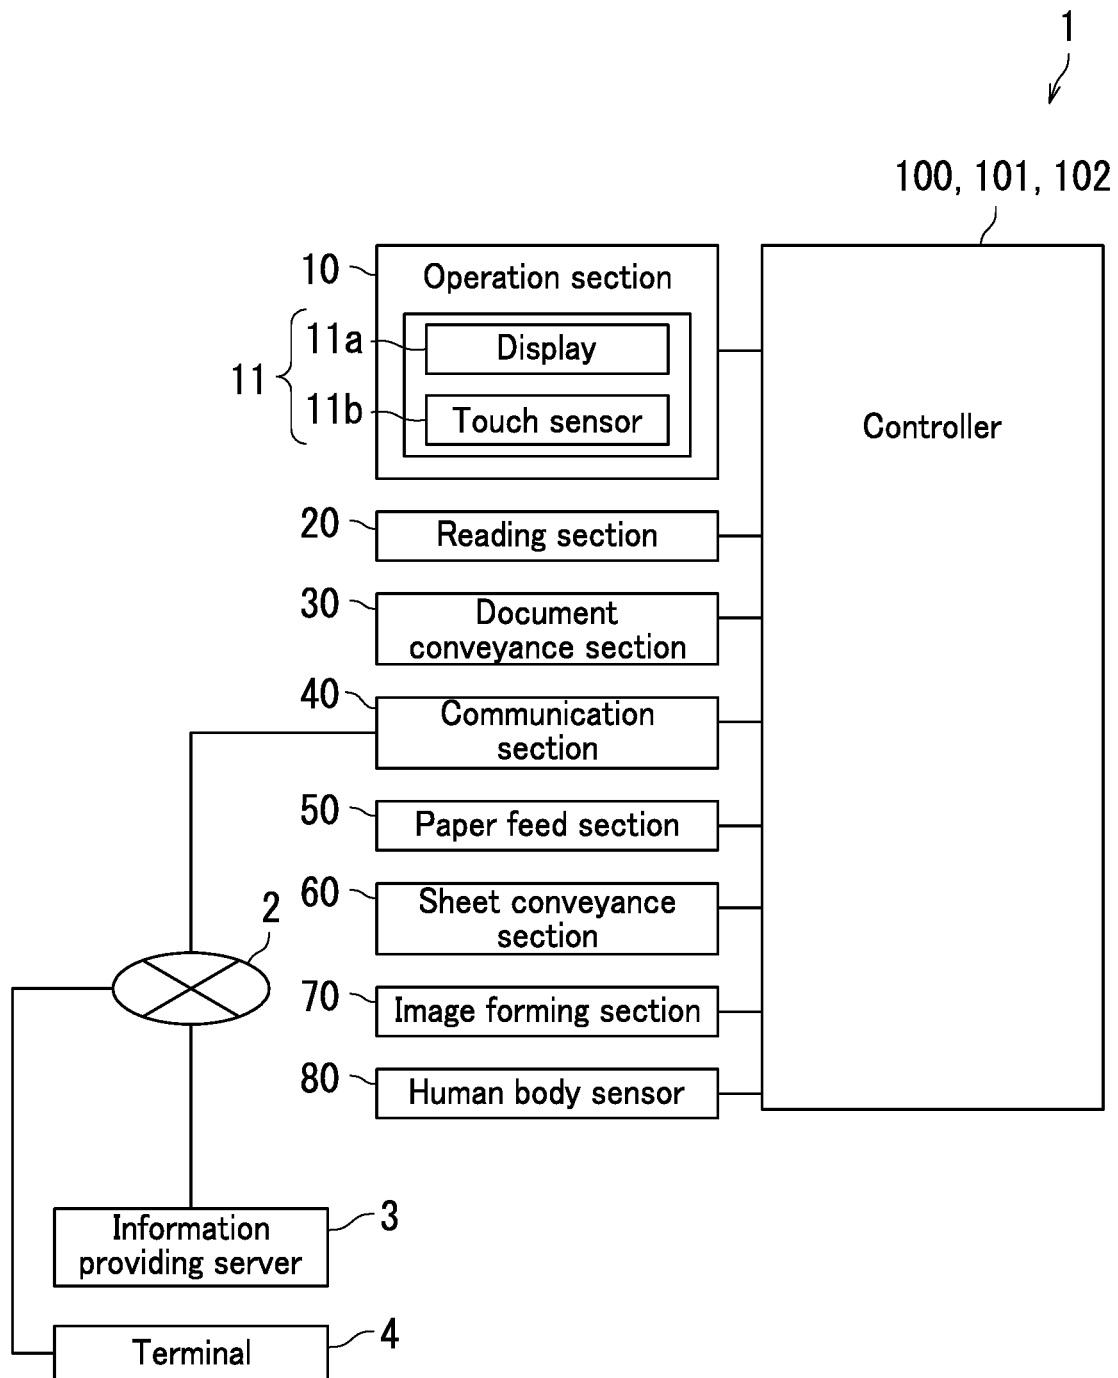 1
100, 101, 102
10
Operation section
11
11a
Display
11b
Touch sensor
Controller
20
Reading section
30
Document
conveyance section
40
Communication
section
50
Paper feed section
60
Sheet conveyance
section
2
70
Image forming section
80
Human body sensor
3
Information
providing server
4
Terminal